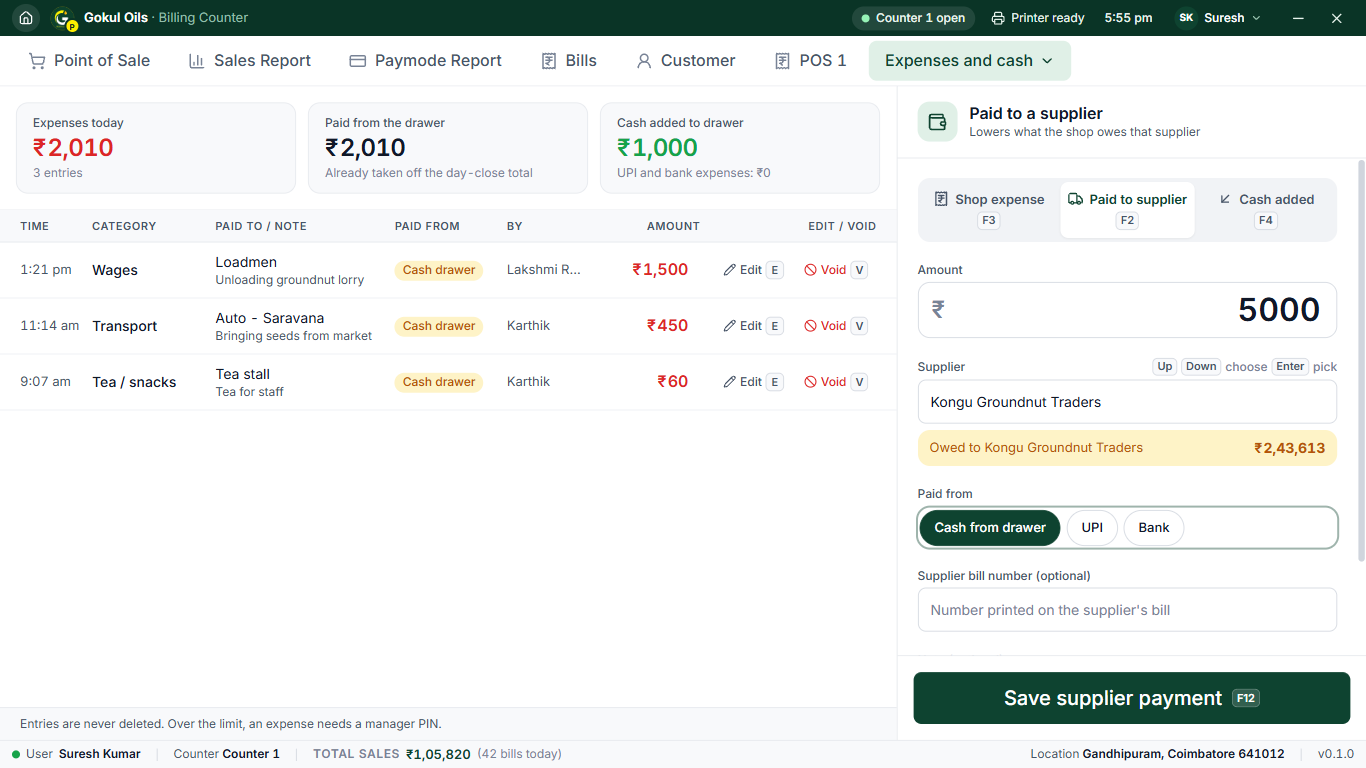 Gokul Oils · Billing Counter
Counter 1 open
Printer ready
5:55 pm
SK Suresh
Point of Sale
Sales Report
Paymode Report
Bills
Customer
POS 1
Expenses and cash
Expenses today
₹2,010
3 entries
Paid from the drawer
₹2,010
Already taken off the day-close total
Cash added to drawer
₹1,000
UPI and bank expenses: ₹0
TIME CATEGORY PAID TO / NOTE PAID FROM BY AMOUNT EDIT / VOID
1:21 pm Wages Loadmen Cash drawer Lakshmi R... ₹1,500 Edit E Void V
Unloading groundnut lorry
11:14 am Transport Auto - Saravana Cash drawer Karthik ₹450 Edit E Void V
Bringing seeds from market
9:07 am Tea / snacks Tea stall Cash drawer Karthik ₹60 Edit E Void V
Tea for staff
Entries are never deleted. Over the limit, an expense needs a manager PIN.
Paid to a supplier
Lowers what the shop owes that supplier
Shop expense F3
Paid to supplier F2
Cash added F4
Amount
₹ 5000
Supplier Up Down choose Enter pick
Kongu Groundnut Traders
Owed to Kongu Groundnut Traders ₹2,43,613
Paid from
Cash from drawer UPI Bank
Supplier bill number (optional)
Number printed on the supplier's bill
Save supplier payment F12
User Suresh Kumar Counter Counter 1 TOTAL SALES ₹1,05,820 (42 bills today) Location Gandhipuram, Coimbatore 641012 v0.1.0